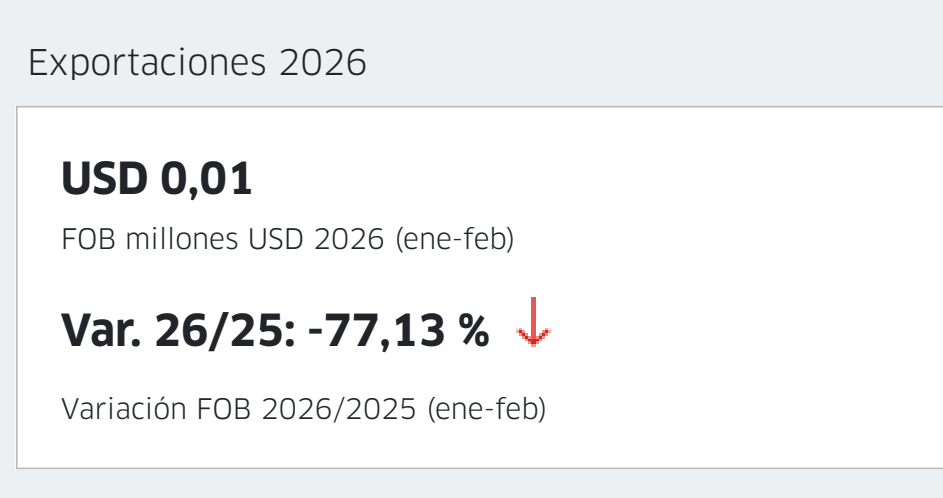 Exportaciones 2026
USD 0,01
FOB millones USD 2026 (ene-feb)
Var. 26/25: -77,13 %
Variación FOB 2026/2025 (ene-feb)